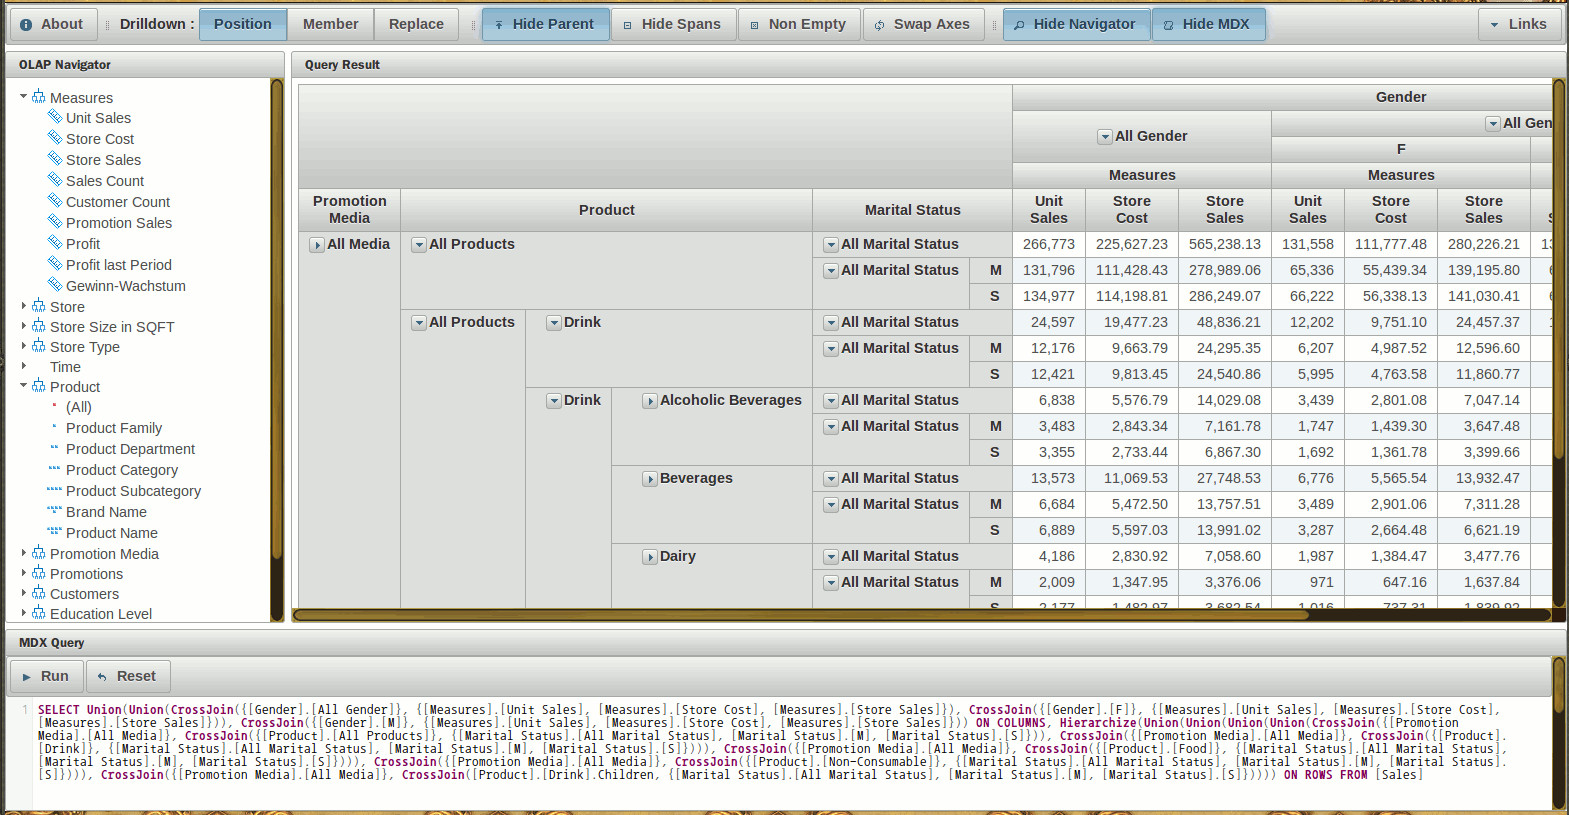 About Drilldown : Position Member Replace Hide Parent Hide Spans Non Empty Swap Axes Hide Navigator Hide MDX Links
OLAP Navigator
Measures
Unit Sales
Store Cost
Store Sales
Sales Count
Customer Count
Promotion Sales
Profit
Profit last Period
Gewinn-Wachstum
Store
Store Size in SQFT
Store Type
Time
Product
(All)
Product Family
Product Department
Product Category
Product Subcategory
Brand Name
Product Name
Promotion Media
Promotions
Customers
Education Level
Query Result
Gender
All Gender All Gen
F
Measures Measures
Promotion Media Product Marital Status Unit Sales Store Cost Store Sales Unit Sales Store Cost Store Sales
All Media All Products All Marital Status 266,773 225,627.23 565,238.13 131,558 111,777.48 280,226.21
All Marital Status M 131,796 111,428.43 278,989.06 65,336 55,439.34 139,195.80
S 134,977 114,198.81 286,249.07 66,222 56,338.13 141,030.41
All Products Drink All Marital Status 24,597 19,477.23 48,836.21 12,202 9,751.10 24,457.37
All Marital Status M 12,176 9,663.79 24,295.35 6,207 4,987.52 12,596.60
S 12,421 9,813.45 24,540.86 5,995 4,763.58 11,860.77
Drink Alcoholic Beverages All Marital Status 6,838 5,576.79 14,029.08 3,439 2,801.08 7,047.14
All Marital Status M 3,483 2,843.34 7,161.78 1,747 1,439.30 3,647.48
S 3,355 2,733.44 6,867.30 1,692 1,361.78 3,399.66
Beverages All Marital Status 13,573 11,069.53 27,748.53 6,776 5,565.54 13,932.47
All Marital Status M 6,684 5,472.50 13,757.51 3,489 2,901.06 7,311.28
S 6,889 5,597.03 13,991.02 3,287 2,664.48 6,621.19
Dairy All Marital Status 4,186 2,830.92 7,058.60 1,987 1,384.47 3,477.76
All Marital Status M 2,009 1,347.95 3,376.06 971 647.16 1,637.84
S 2,177 1,482.97 3,682.54 1,016 737.31 1,839.92
MDX Query
Run Reset
1 SELECT Union(Union(CrossJoin({[Gender].[All Gender]}, {[Measures].[Unit Sales], [Measures].[Store Cost], [Measures].[Store Sales]}), CrossJoin({[Gender].[F]}, {[Measures].[Unit Sales], [Measures].[Store Cost],
[Measures].[Store Sales]})), CrossJoin({[Gender].[M]}, {[Measures].[Unit Sales], [Measures].[Store Cost], [Measures].[Store Sales]})) ON COLUMNS, Hierarchize(Union(Union(Union(Union(CrossJoin({[Promotion
Media].[All Media]}, CrossJoin({[Product].[All Products]}, {[Marital Status].[All Marital Status], [Marital Status].[M], [Marital Status].[S]})), CrossJoin({[Promotion Media].[All Media]}, CrossJoin({[Product].
[Drink]}, {[Marital Status].[All Marital Status], [Marital Status].[M], [Marital Status].[S]}))), CrossJoin({[Promotion Media].[All Media]}, CrossJoin({[Product].[Food]}, {[Marital Status].[All Marital Status],
[Marital Status].[M], [Marital Status].[S]}))), CrossJoin({[Promotion Media].[All Media]}, CrossJoin({[Product].[Non-Consumable]}, {[Marital Status].[All Marital Status], [Marital Status].[M], [Marital Status].
[S]}))), CrossJoin({[Promotion Media].[All Media]}, CrossJoin([Product].[Drink].Children, {[Marital Status].[All Marital Status], [Marital Status].[M], [Marital Status].[S]})))) ON ROWS FROM [Sales]